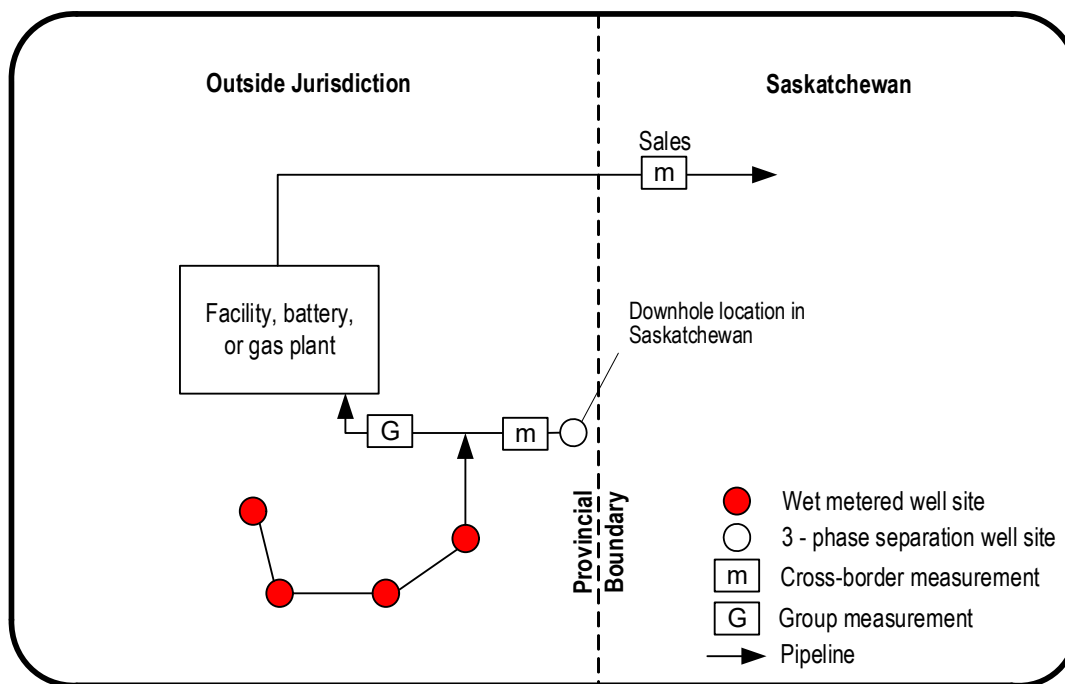 Outside Jurisdiction
Saskatchewan
Sales
m
Facility, battery,
or gas plant
Downhole location in
Saskatchewan
G
m
Provincial
Boundary
Wet metered well site
3 - phase separation well site
m
Cross-border measurement
G
Group measurement
Pipeline